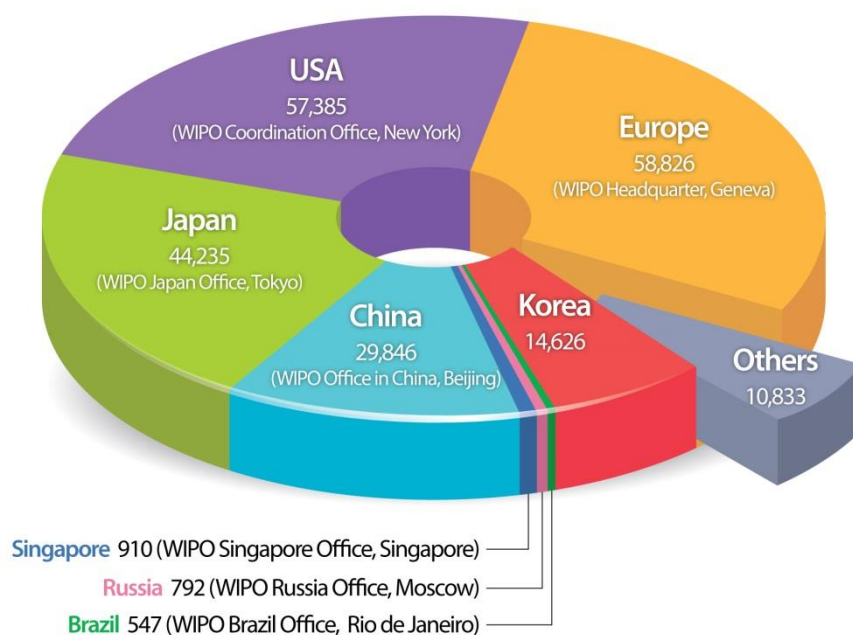 USA
57,385
(WIPO Coordination Office, New York)
Europe
58,826
(WIPO Headquarter, Geneva)
Japan
44,235
(WIPO Japan Office, Tokyo)
China
29,846
(WIPO Office in China, Beijing)
Korea
14,626
Others
10,833
Singapore 910 (WIPO Singapore Office, Singapore)
Russia 792 (WIPO Russia Office, Moscow)
Brazil 547 (WIPO Brazil Office, Rio de Janeiro)